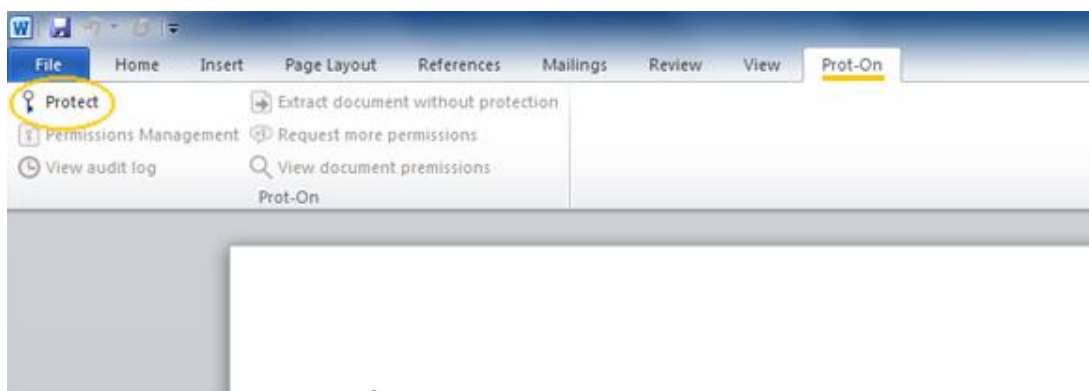 W
File Home Insert Page Layout References Mailings Review View Prot-On
Protect Extract document without protection
Permissions Management Request more permissions
View audit log View document premissions
Prot-On